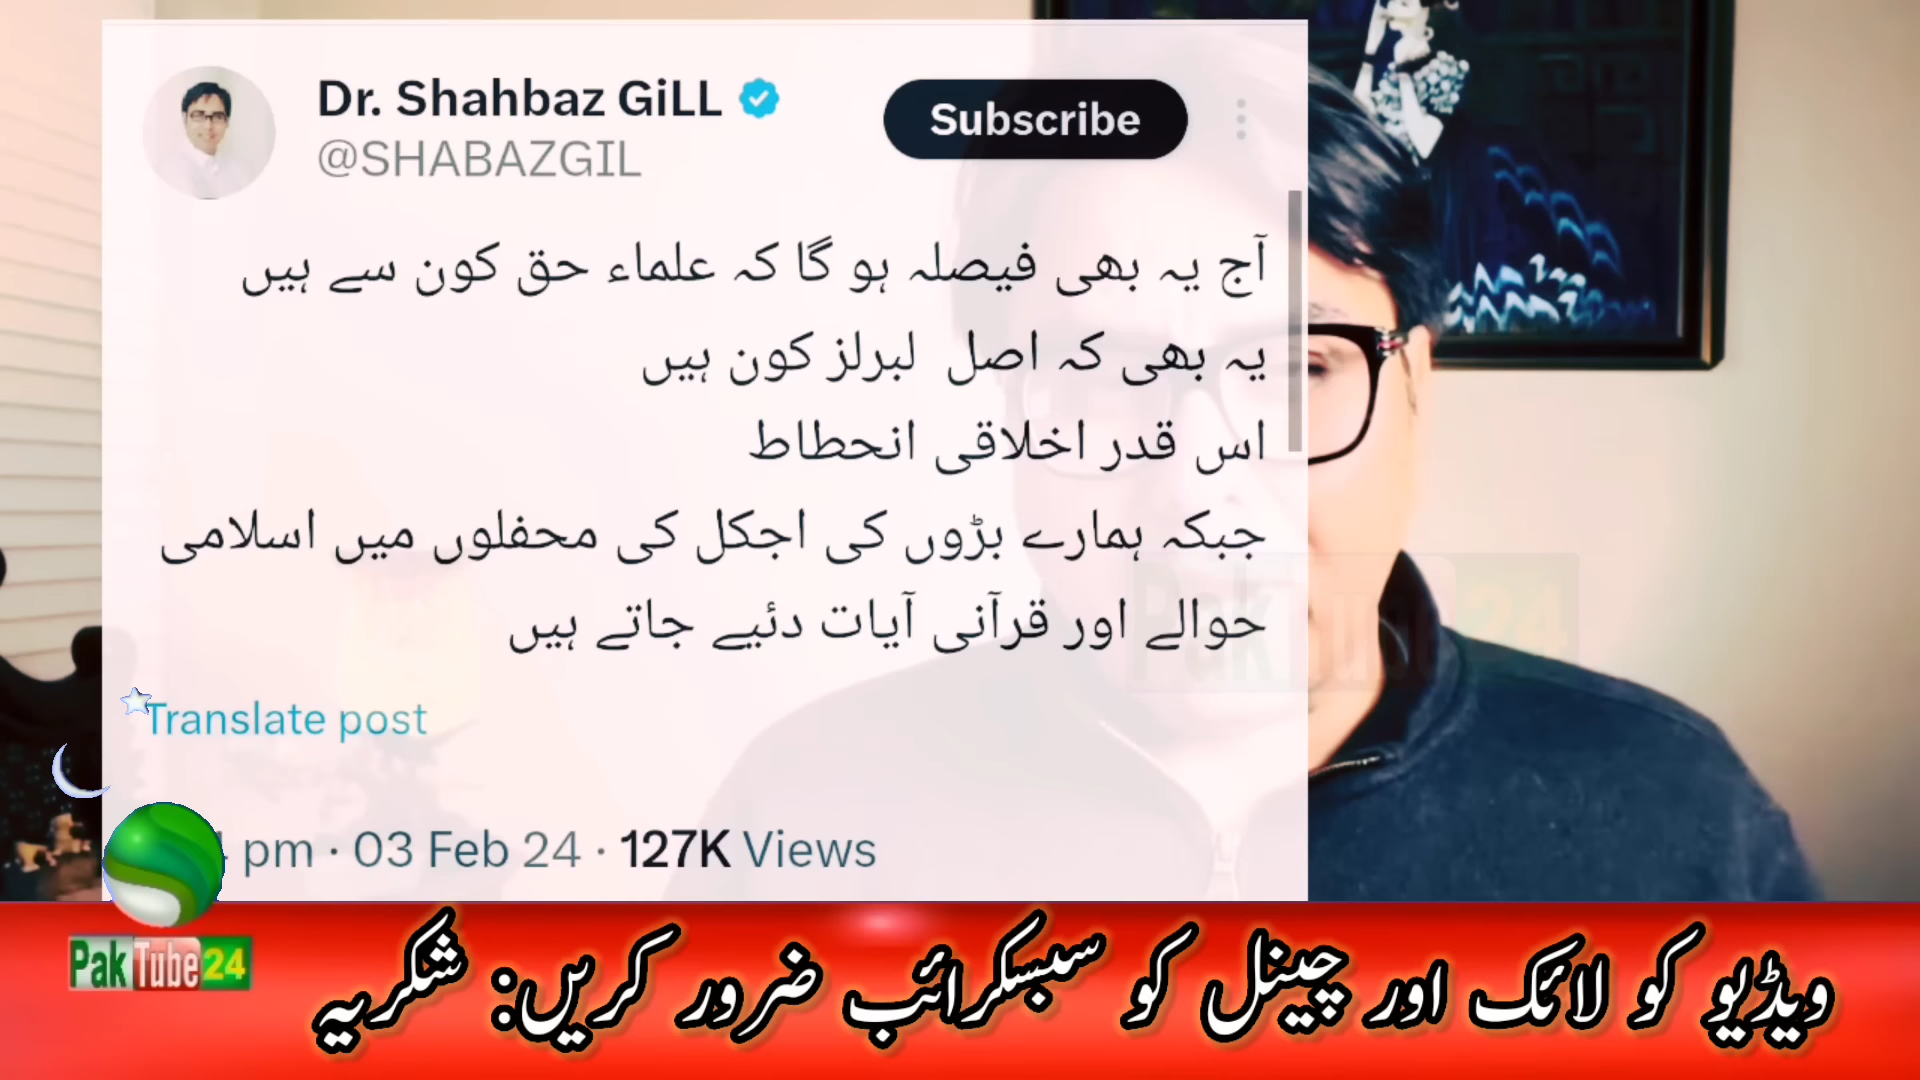 Dr. Shahbaz GiLL
Subscribe
@SHABAZGIL
آج یہ بھی فیصلہ ہو گا کہ علماء حق کون سے ہیں
یہ بھی کہ اصل لبرلز کون ہیں
اس قدر اخلاقی انحطاط
جبکہ ہمارے بڑوں کی اجکل کی محفلوں میں اسلامی
حوالے اور قرآنی آیات دئیے جاتے ہیں
Translate post
pm · 03 Feb 24 · 127K Views
PakTube24
ویڈیو کو لائک اور چینل کو سبسکرائب ضرور کریں: شکریہ
PakTube24